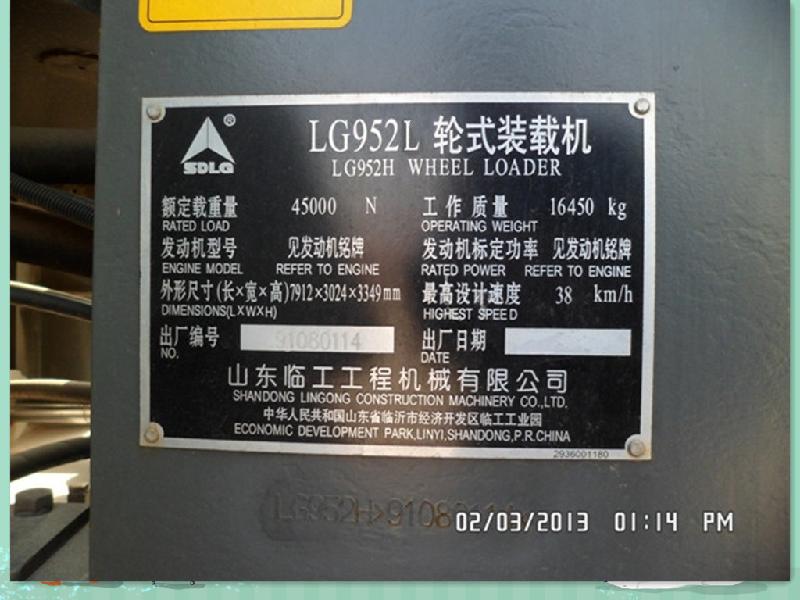 SDLG ®
LG952L 轮式装载机
LG952H WHEEL LOADER
额定载重量 45000 N 工作质量 16450 kg
RATED LOAD OPERATING WEIGHT
发动机型号 见发动机铭牌 发动机标定功率 见发动机铭牌
ENGINE MODEL REFER TO ENGINE RATED POWER REFER TO ENGINE
外形尺寸(长×宽×高)7912×3024×3349mm 最高设计速度 38 km/h
DIMENSIONS(LXWXH) HIGHEST SPEED
出厂编号 91080114 出厂日期
NO. DATE
山东临工工程机械有限公司
SHANDONG LINGONG CONSTRUCTION MACHINERY CO.,LTD.
中华人民共和国山东省临沂市经济开发区临工工业园
ECONOMIC DEVELOPMENT PARK,LINYI,SHANDONG,P.R.CHINA
2936001180
LG952H>9108
02/03/2013 01:14 PM